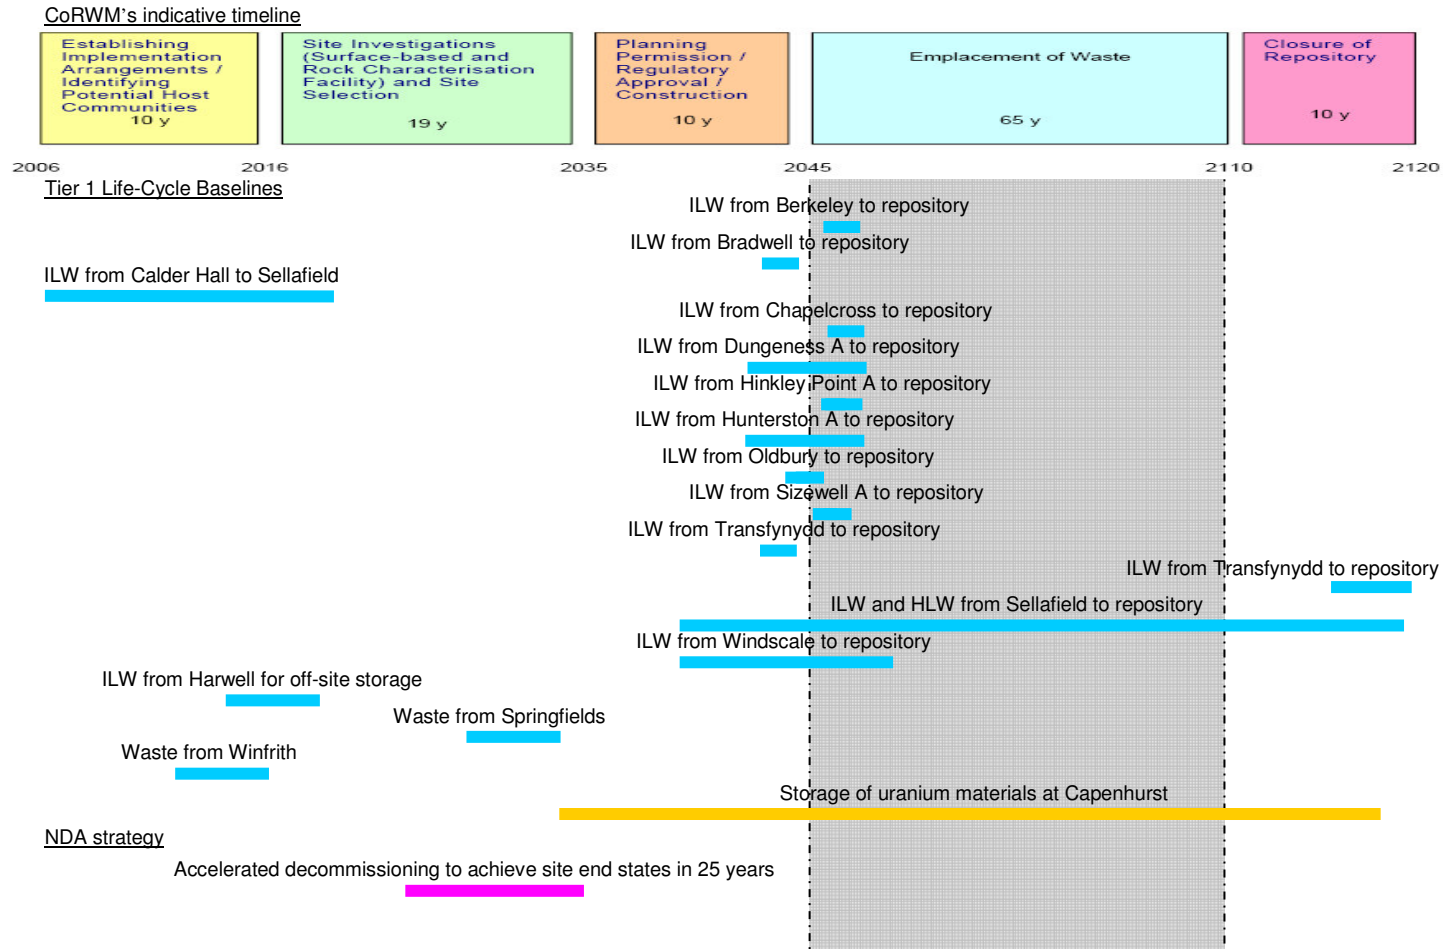 CoRWM's indicative timeline
Establishing
Implementation
Arrangements /
Identifying
Potential Host
Communities
10 y
Site Investigations
(Surface-based and
Rock Characterisation
Facility) and Site
Selection
19 y
Planning
Permission /
Regulatory
Approval /
Construction
10 y
Emplacement of Waste
65 y
Closure of
Repository
10 y
2006 2016 2035 2045 2110 2120
Tier 1 Life-Cycle Baselines
ILW from Berkeley to repository
ILW from Bradwell to repository
ILW from Calder Hall to Sellafield
ILW from Chapelcross to repository
ILW from Dungeness A to repository
ILW from Hinkley Point A to repository
ILW from Hunterston A to repository
ILW from Oldbury to repository
ILW from Sizewell A to repository
ILW from Transfynydd to repository
ILW from Transfynydd to repository
ILW and HLW from Sellafield to repository
ILW from Windscale to repository
ILW from Harwell for off-site storage
Waste from Springfields
Waste from Winfrith
Storage of uranium materials at Capenhurst
NDA strategy
Accelerated decommissioning to achieve site end states in 25 years